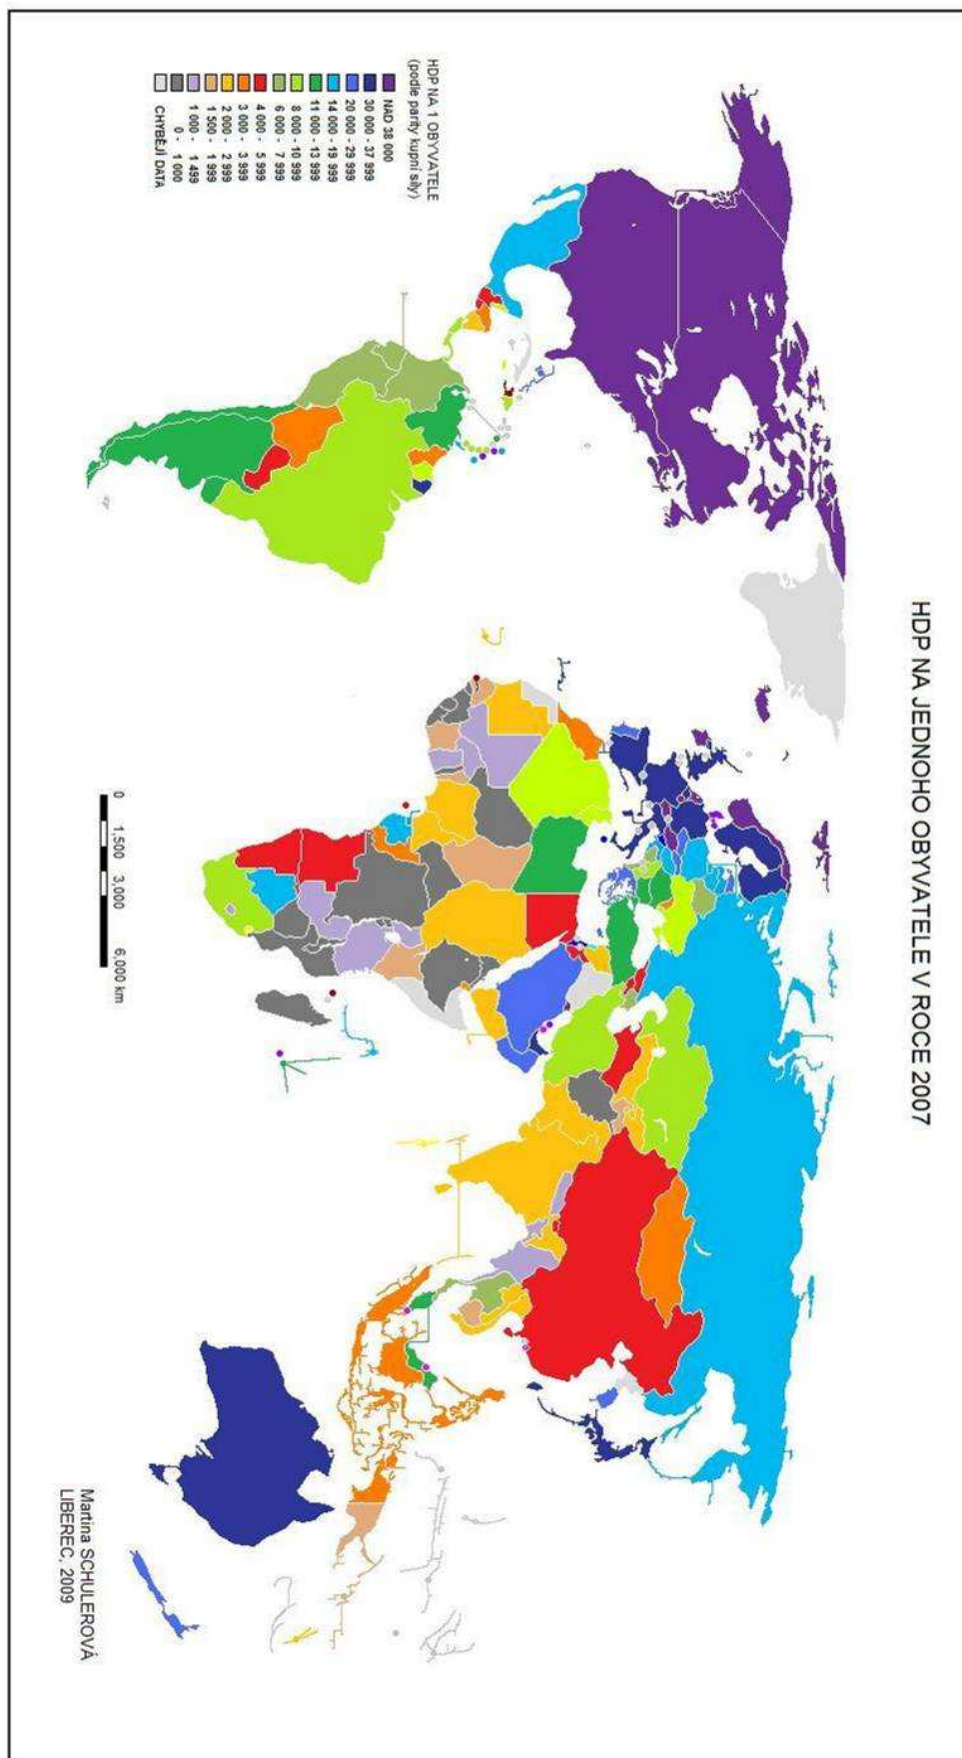 HDP NA JEDNOHO OBYVATELE V ROCE 2007
HDP NA 1 OBYVATELE
(podle parity kupní síly)
NAD 38 000
30 000 - 37 999
20 000 - 29 999
14 000 - 19 999
11 000 - 13 999
8 000 - 10 999
6 000 - 7 999
4 000 - 5 999
3 000 - 3 999
2 000 - 2 999
1 500 - 1 999
1 000 - 1 499
0 - 1 000
CHYBĚJÍ DATA
0 1,500 3,000 6,000 km
Martina SCHULEROVÁ
LIBEREC, 2009